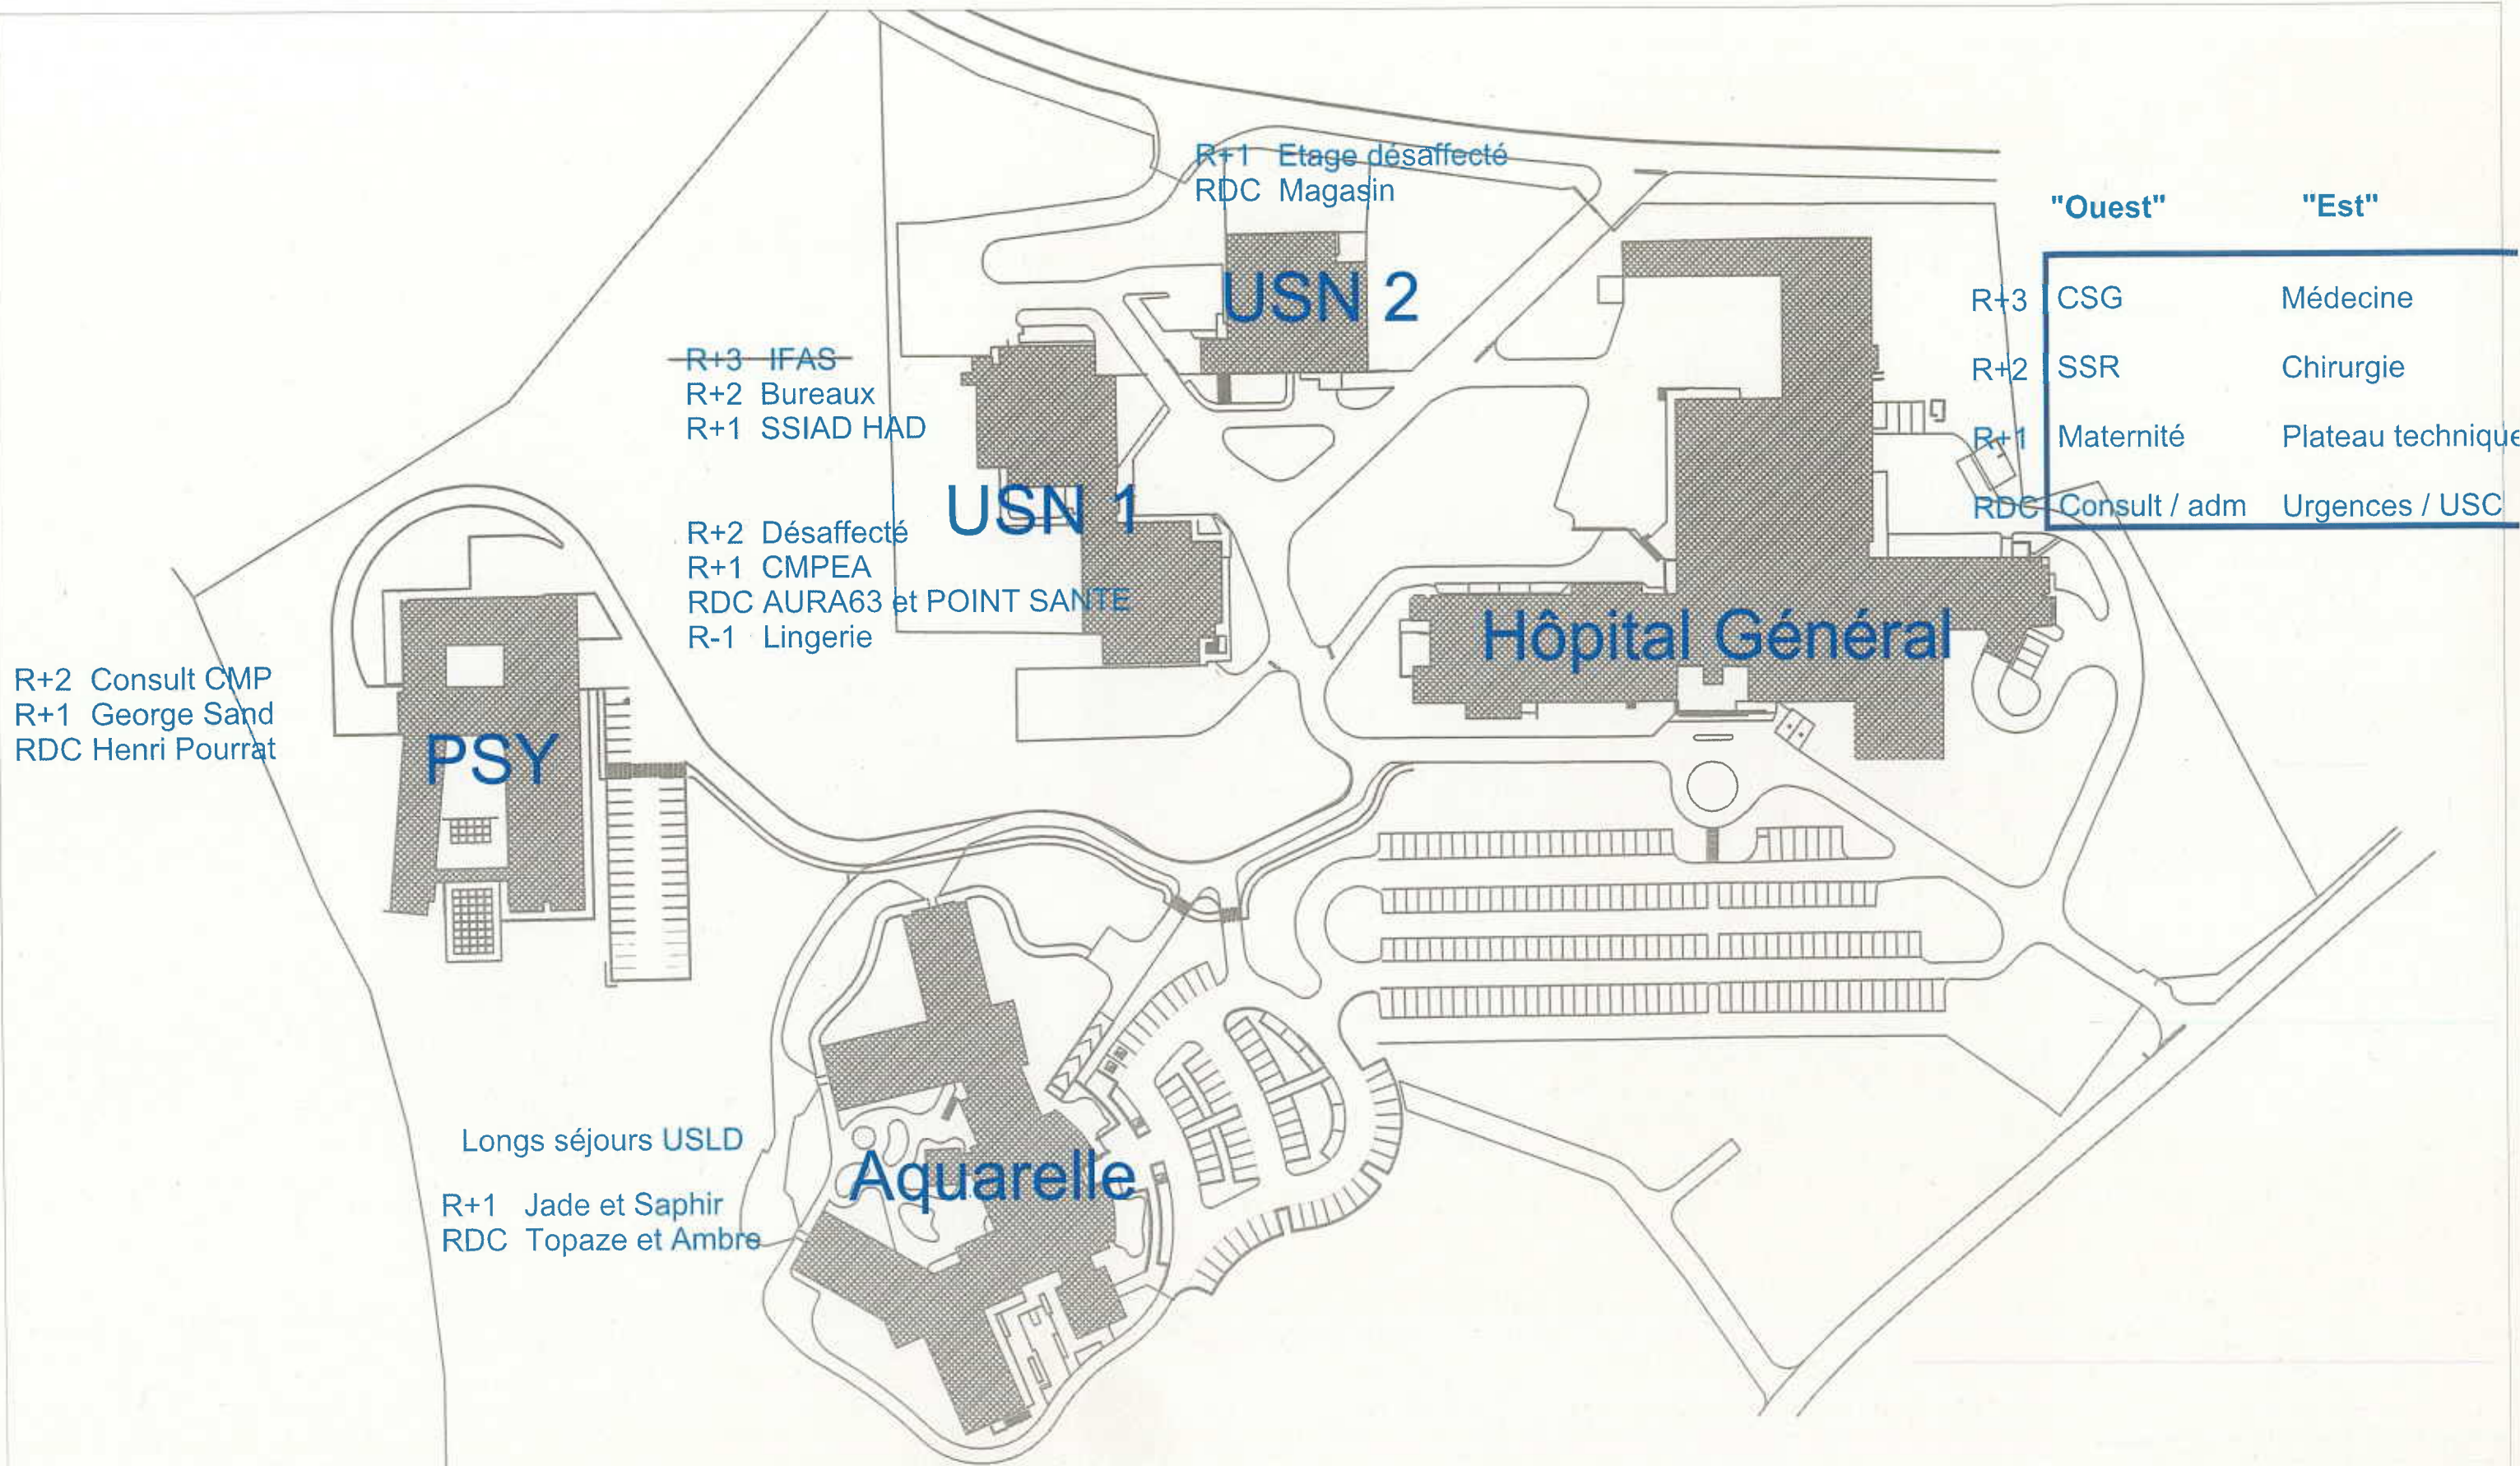 R+1 Etage désaffecté
RDC Magasin
USN 2
"Ouest" "Est"
R+3 CSG Médecine
R+2 SSR Chirurgie
R+1 Maternité Plateau technique
RDC Consult / adm Urgences / USC
R+3 IFAS
R+2 Bureaux
R+1 SSIAD HAD
USN 1
R+2 Désaffecté
R+1 CMPEA
RDC AURA63 et POINT SANTE
R-1 Lingerie
Hôpital Général
R+2 Consult CMP
R+1 George Sand
RDC Henri Pourrat
PSY
Longs séjours USLD
R+1 Jade et Saphir
RDC Topaze et Ambre
Aquarelle